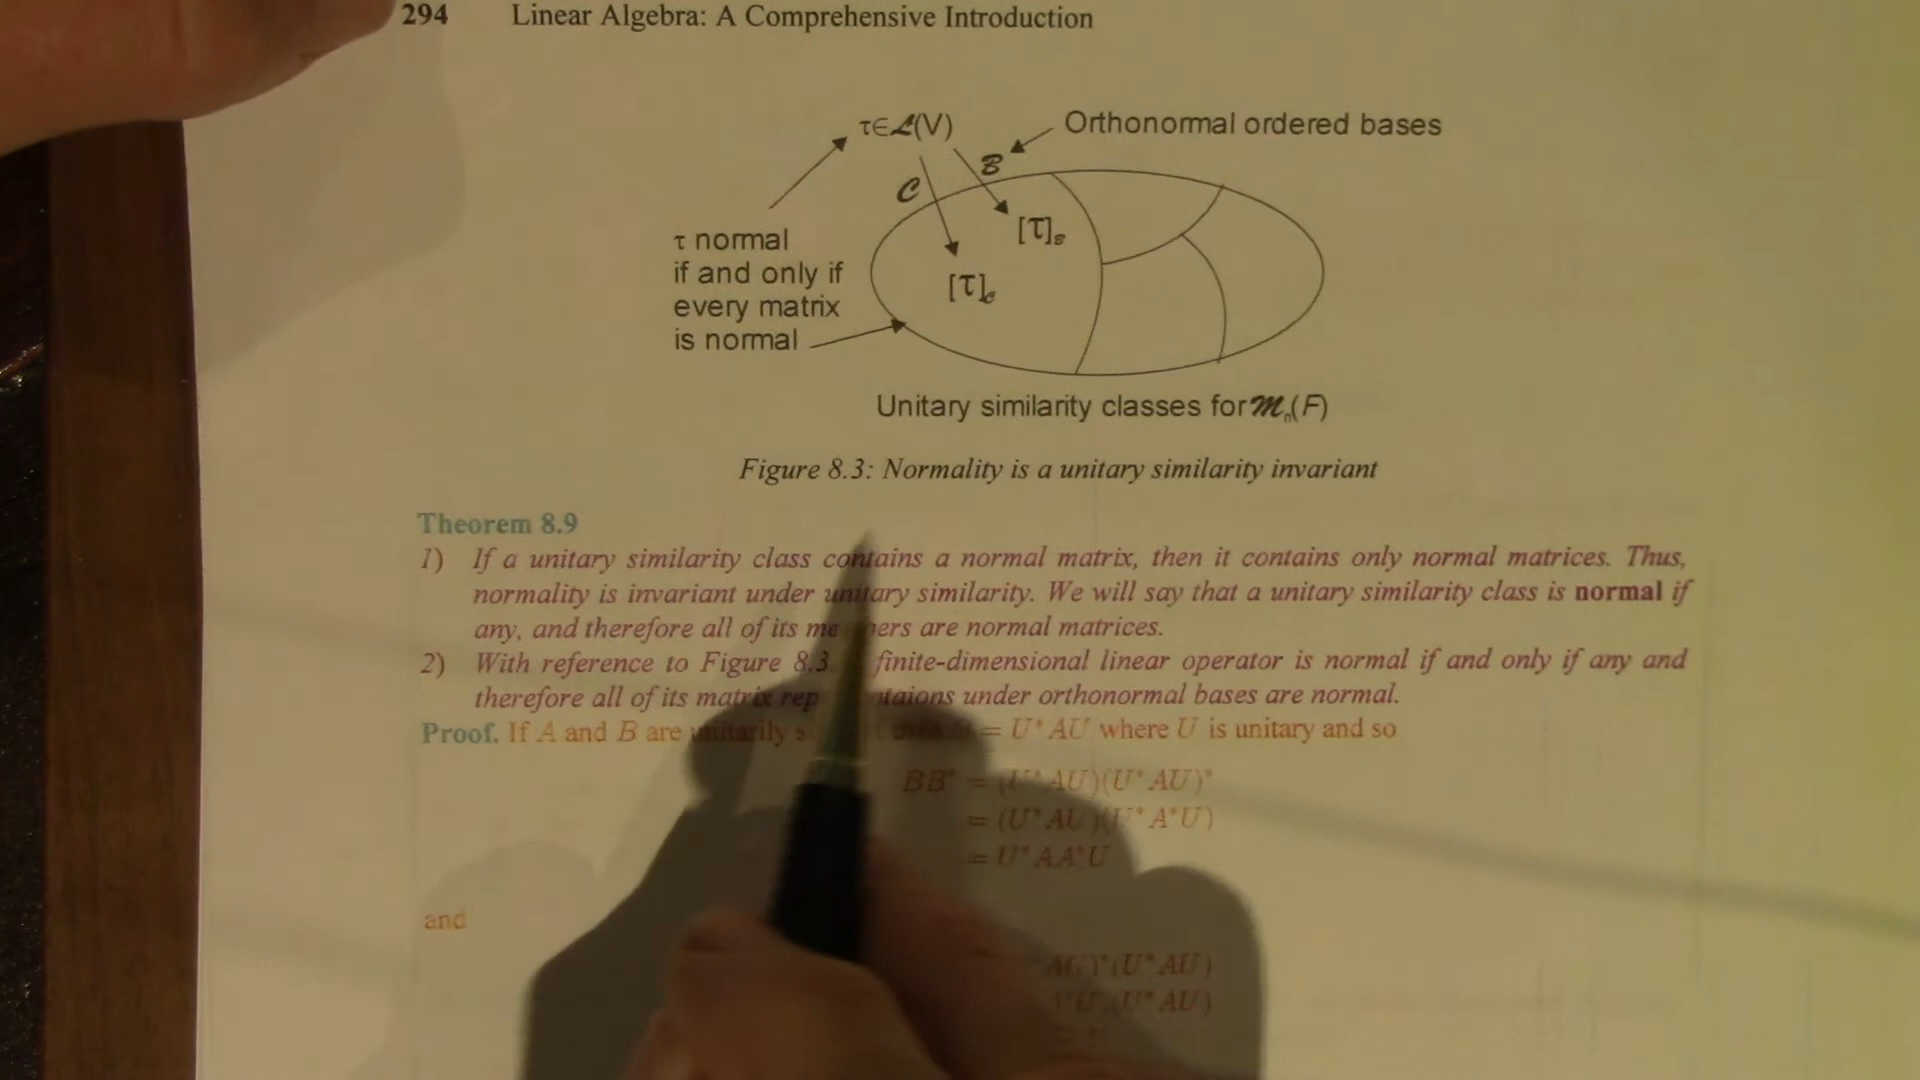 294 Linear Algebra: A Comprehensive Introduction
τ∈ℒ(V)
Orthonormal ordered bases
ℬ
𝒞
[τ]ℬ
τ normal
if and only if
every matrix
is normal
[τ]𝒞
Unitary similarity classes for ℳn(F)
Figure 8.3: Normality is a unitary similarity invariant
Theorem 8.9
1) If a unitary similarity class contains a normal matrix, then it contains only normal matrices. Thus,
normality is invariant under unitary similarity. We will say that a unitary similarity class is normal if
any, and therefore all of its are normal matrices.
2) With reference to Figure 8.3 finite-dimensional linear operator is normal if and only if any and
therefore all of its matrix under orthonormal bases are normal.
Proof. If A and B are unitarily = U* AU where U is unitary and so
BB* = (U* AU)(U* AU)*
= (U* AU)(U* A*U)
= U* AA*U
and
(U* AU)
(U* AU)